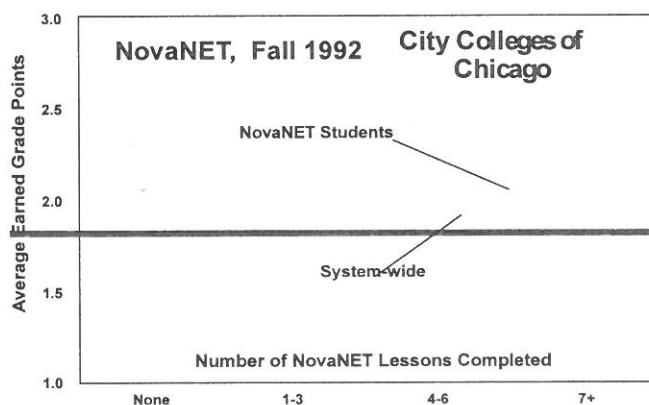 3.0
NovaNET, Fall 1992
City Colleges of
Chicago
2.5
NovaNET Students
2.0
System-wide
1.5
Number of NovaNET Lessons Completed
1.0
None 1-3 4-6 7+
Average Earned Grade Points